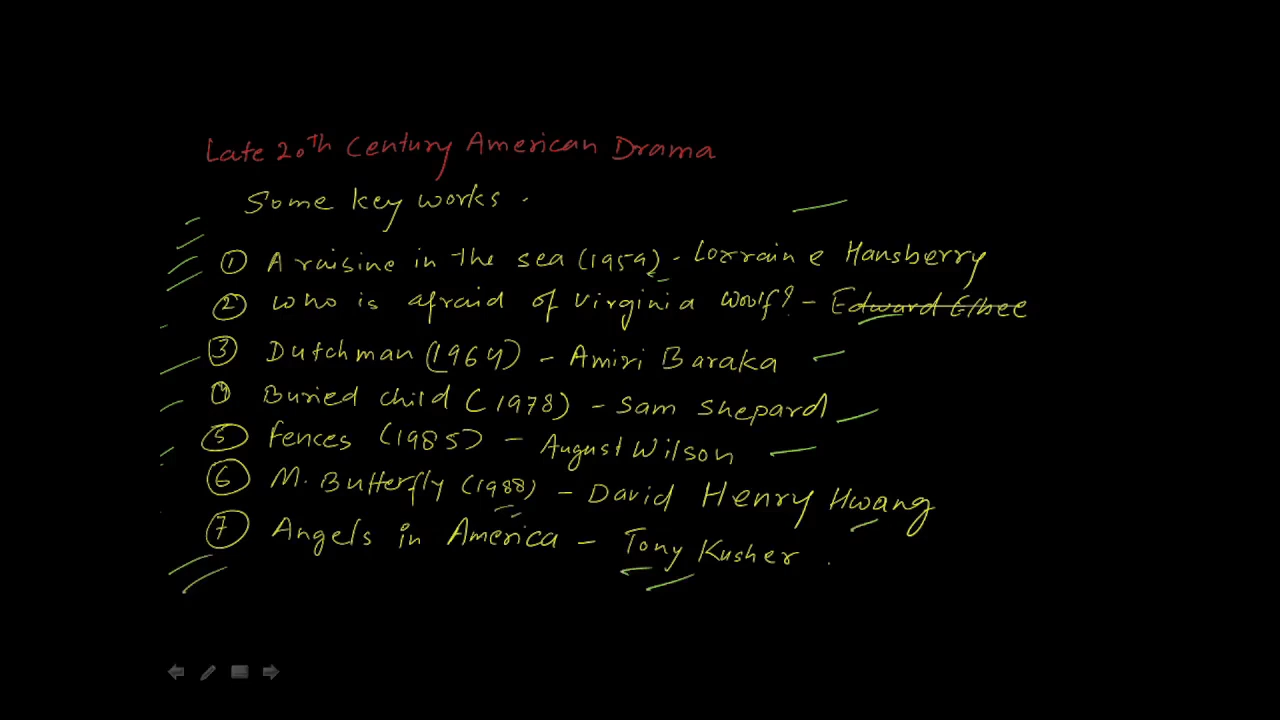 Late 20th Century American Drama
Some key works.
① A raisine in the sea (1959) - Lorraine Hansberry
② Who is afraid of Virginia Woolf? - Edward Elbee
③ Dutchman (1964) - Amiri Baraka
④ Buried child (1978) - Sam Shepard
⑤ Fences (1985) - August Wilson
⑥ M. Butterfly (1988) - David Henry Hwang
⑦ Angels in America - Tony Kusher.